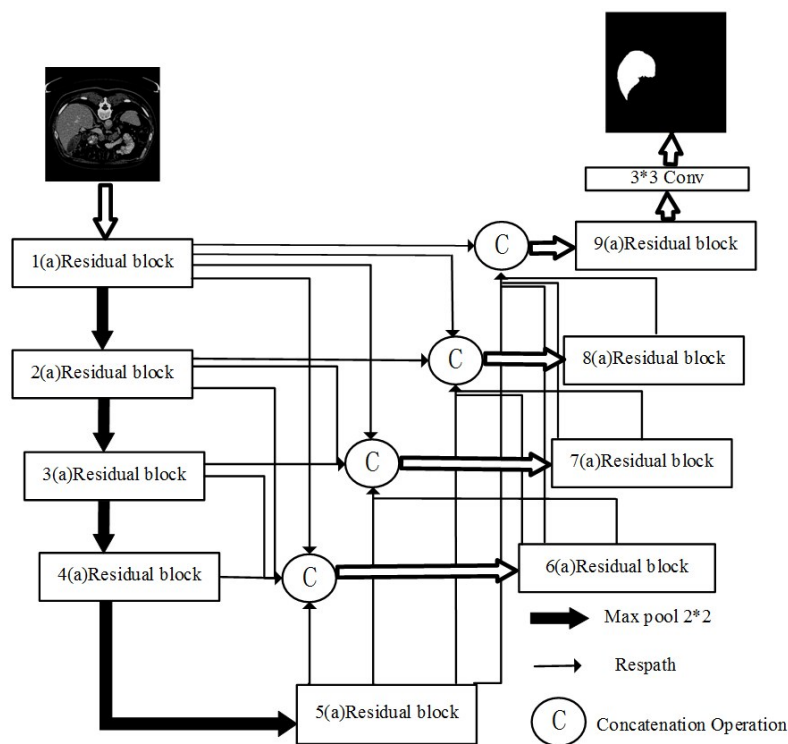 3*3 Conv
C
9(a)Residual block
1(a)Residual block
C
8(a)Residual block
2(a)Residual block
C
7(a)Residual block
3(a)Residual block
C
6(a)Residual block
4(a)Residual block
Max pool 2*2
Respath
5(a)Residual block
C
Concatenation Operation